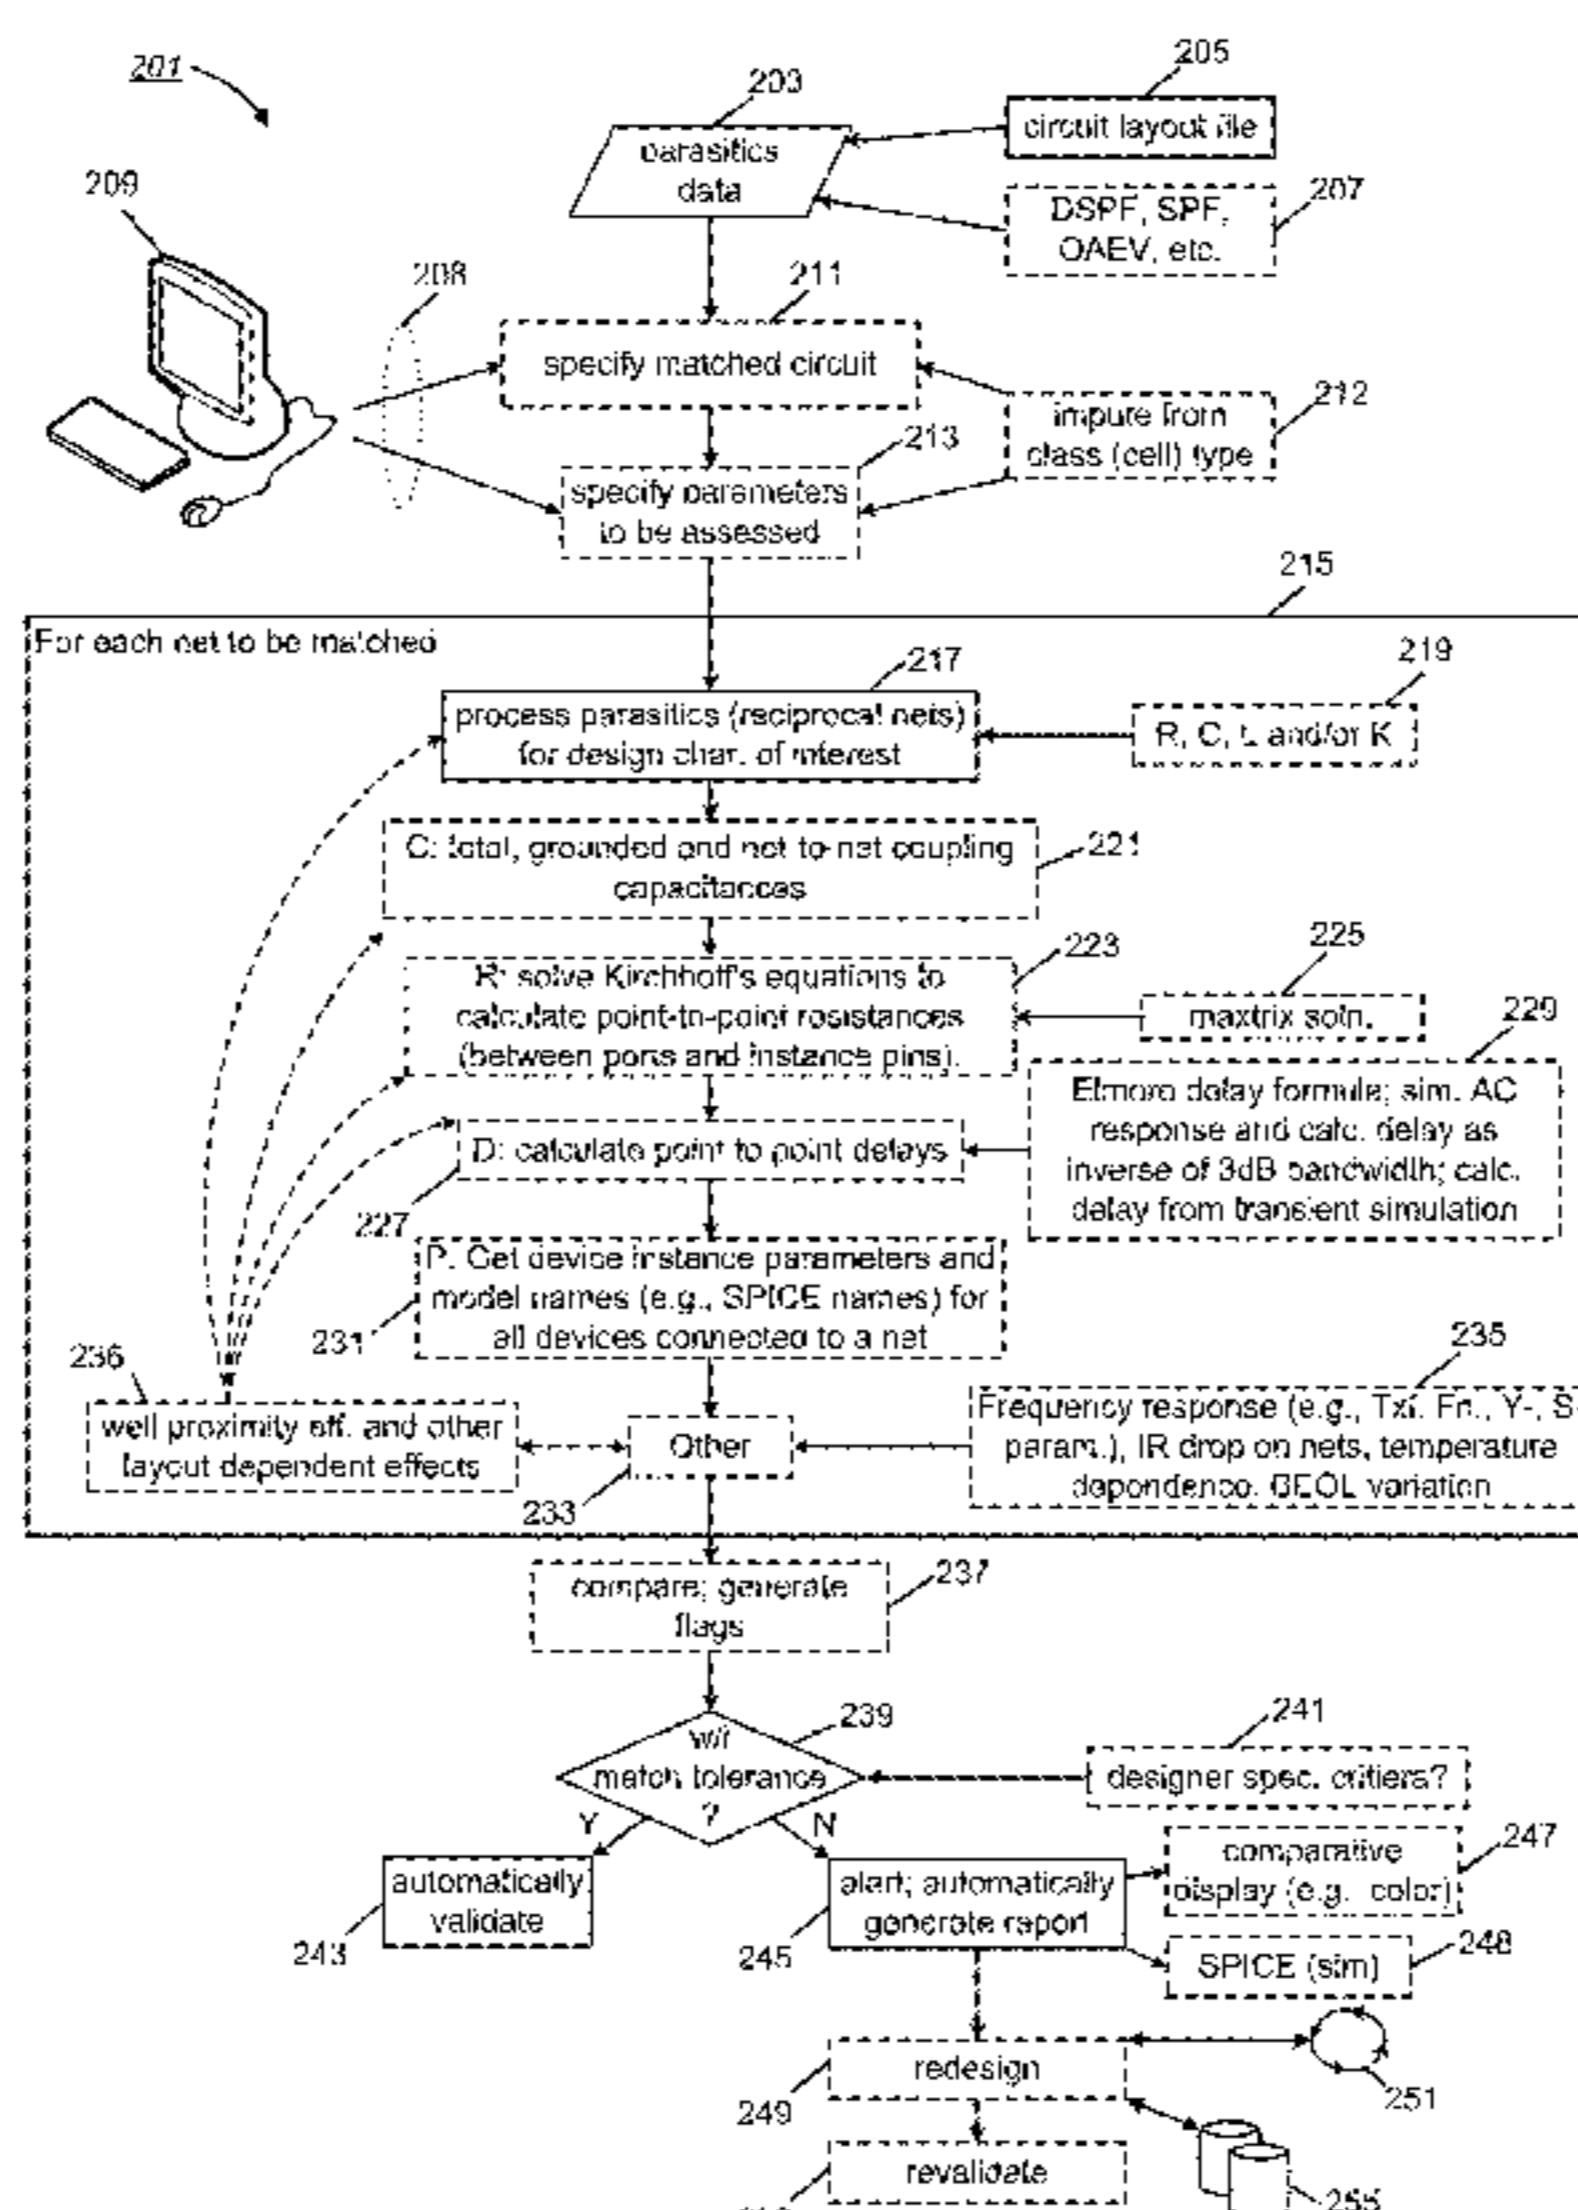 201
203
205
circuit layout file
parasitics
data
209
207
DSPF, SPF,
OAEV, etc.
208
211
specify matched circuit
212
impute from
class (cell) type
213
specify parameters
to be assessed
215
For each net to be matched
217
219
process parasitics (reciprocal nets)
for design char. of interest
R, C, L and/or K
C: total, grounded and net-to-net coupling
capacitances
221
223
225
R: solve Kirchhoff's equations to
calculate point-to-point resistances
(between ports and instance pins).
maxtrix soln.
229
Elmore delay formula; sim. AC
response and calc. delay as
inverse of 3dB bandwidth; calc.
delay from transient simulation
D: calculate point to point delays
227
P. Get device instance parameters and
model names (e.g., SPICE names) for
all devices connected to a net
231
236
235
well proximity eff. and other
layout dependent effects
Other
233
Frequency response (e.g., Txf. Fn., Y-, S-
param.), IR drop on nets, temperature
dependence, BEOL variation
compare; generate
flags
237
239
w/i
match tolerance
?
241
designer spec. critiera?
Y
N
automatically
validate
243
alert; automatically
generate report
245
247
comparative
display (e.g. color)
248
SPICE (sim)
redesign
249
251
revalidate
255